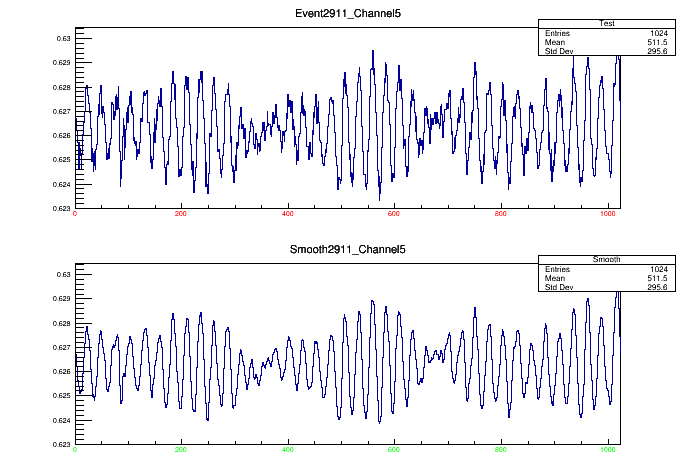 Event2911_Channel5
Test
Entries 1024
Mean 511.5
Std Dev 295.6
0.63
0.629
0.628
0.627
0.626
0.625
0.624
0.623
0 200 400 600 800 1000
Smooth2911_Channel5
Smooth
Entries 1024
Mean 511.5
Std Dev 295.6
0.63
0.629
0.628
0.627
0.626
0.625
0.624
0.623
0 200 400 600 800 1000